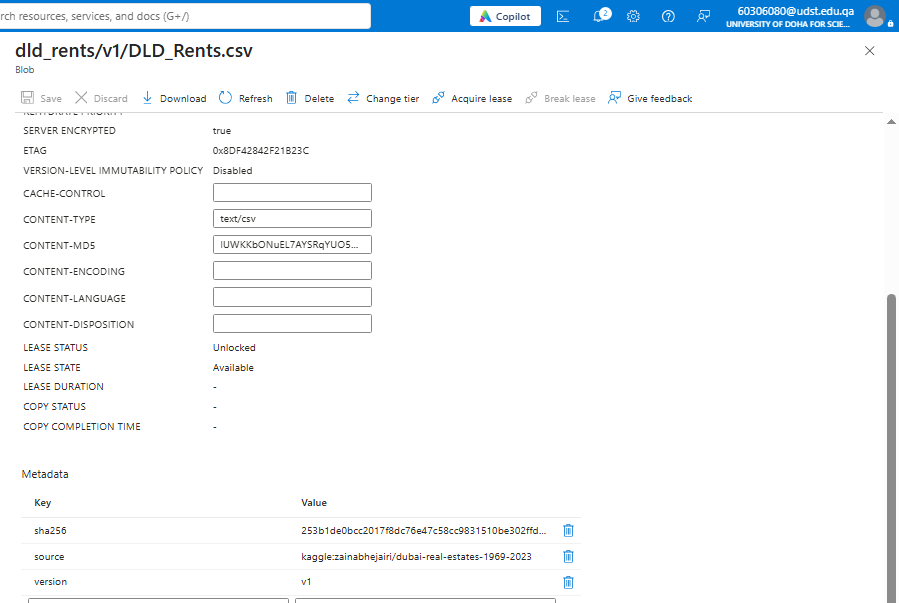 rch resources, services, and docs (G+/)
Copilot
2
60306080@udst.edu.qa
UNIVERSITY OF DOHA FOR SCIE...
dld_rents/v1/DLD_Rents.csv
Blob
Save Discard Download Refresh Delete Change tier Acquire lease Break lease Give feedback
REHYDRATE PRIORITY
SERVER ENCRYPTED true
ETAG 0x8DF42842F21B23C
VERSION-LEVEL IMMUTABILITY POLICY Disabled
CACHE-CONTROL
CONTENT-TYPE text/csv
CONTENT-MD5 IUWKKbONuEL7AYSRqYUO5...
CONTENT-ENCODING
CONTENT-LANGUAGE
CONTENT-DISPOSITION
LEASE STATUS Unlocked
LEASE STATE Available
LEASE DURATION -
COPY STATUS -
COPY COMPLETION TIME -
Metadata
Key Value
sha256 253b1de0bcc2017f8dc76e47c58cc9831510be302ffd...
source kaggle:zainabhejairi/dubai-real-estates-1969-2023
version v1